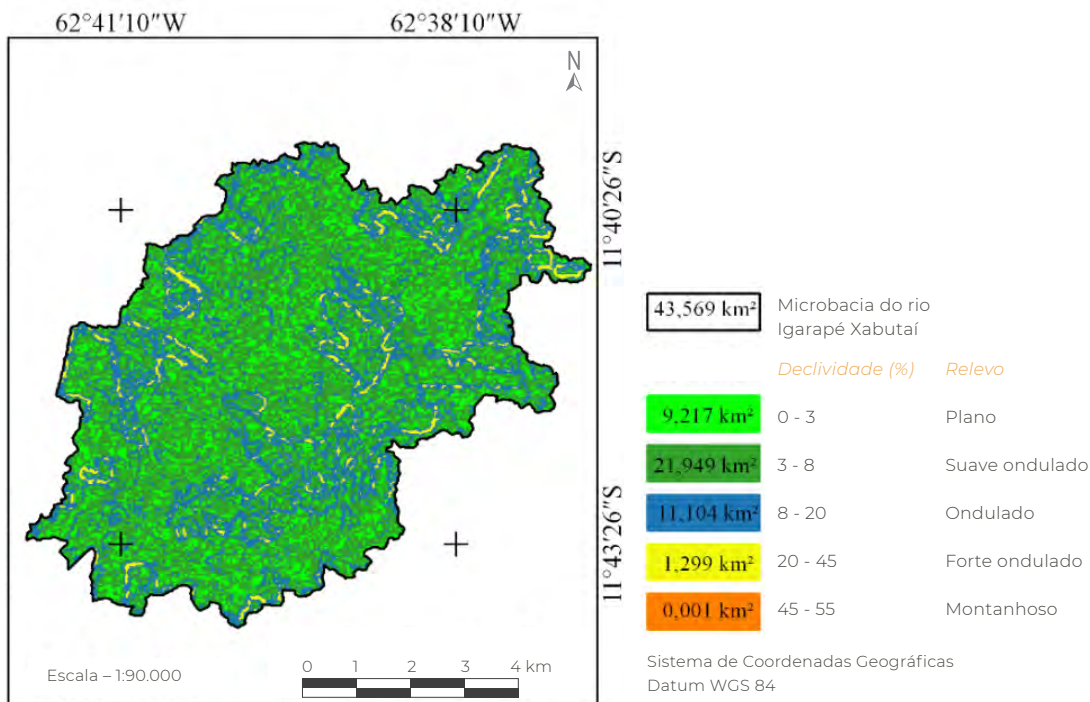 62°41'10"W
62°38'10"W
N
11°40'26"S
11°43'26"S
43,569 km² Microbacia do rio
Igarapé Xabutaí
Declividade (%) Relevo
9,217 km² 0 - 3 Plano
21,949 km² 3 - 8 Suave ondulado
11,104 km² 8 - 20 Ondulado
1,299 km² 20 - 45 Forte ondulado
0,001 km² 45 - 55 Montanhoso
Escala – 1:90.000
0 1 2 3 4 km
Sistema de Coordenadas Geográficas
Datum WGS 84